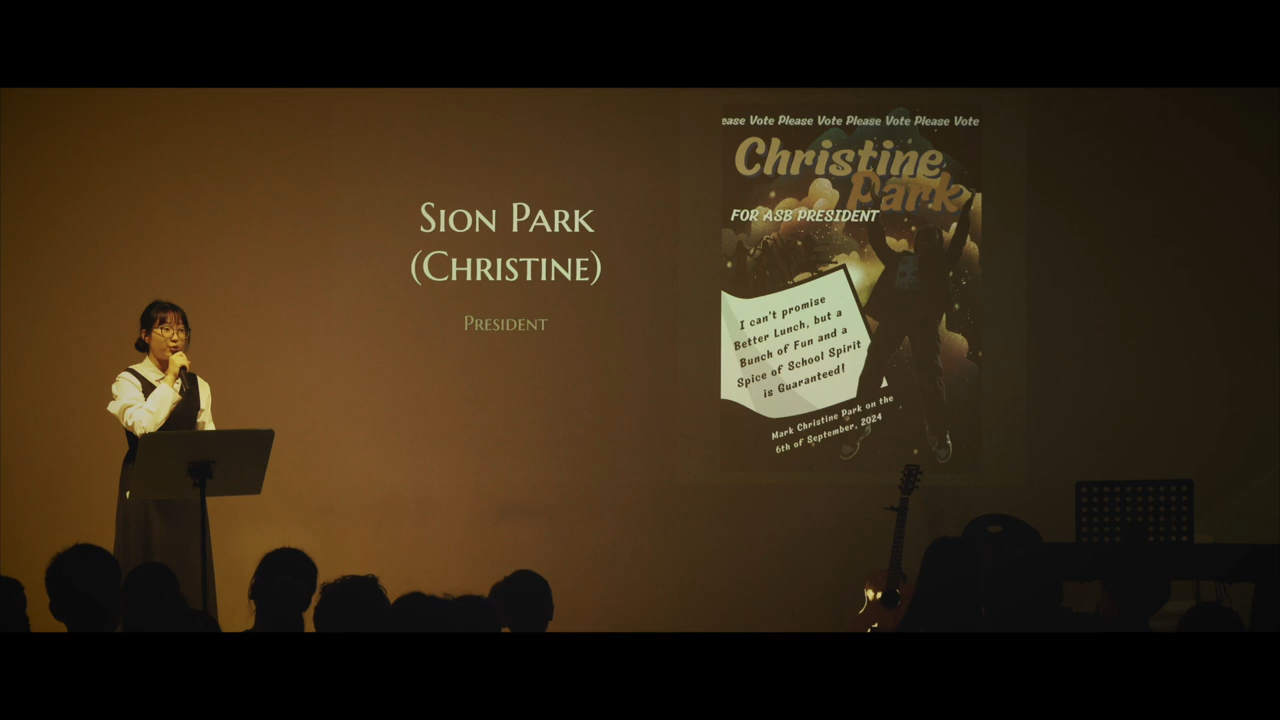 Sion Park
(Christine)
President
ease Vote Please Vote Please Vote Please Vote
Christine
Park
FOR ASB PRESIDENT
I can't promise
Better Lunch, but a
Bunch of Fun and a
Spice of School Spirit
is Guaranteed!
Mark Christine Park on the
6th of September, 2024